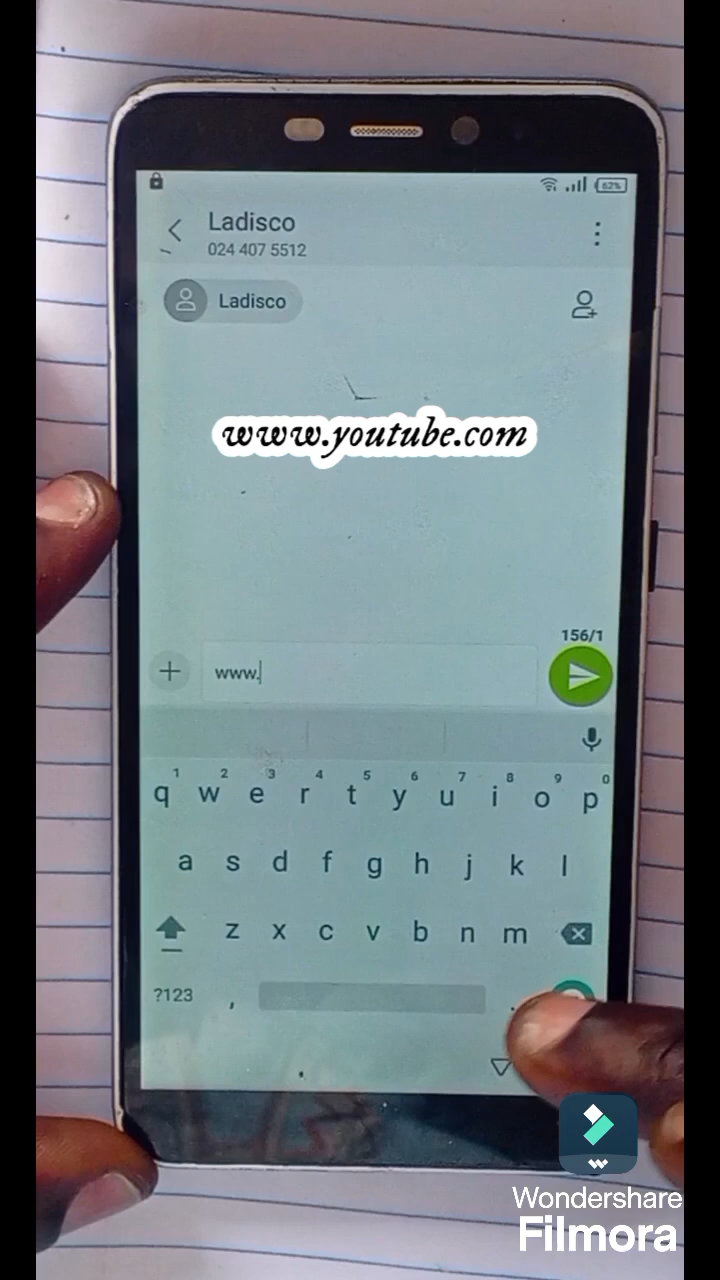 62%
Ladisco
024 407 5512
Ladisco
www.youtube.com
156/1
www.
1 2 3 4 5 6 7 8 9 0
q w e r t y u i o p
a s d f g h j k l
z x c v b n m
?123 , .
Wondershare
Filmora